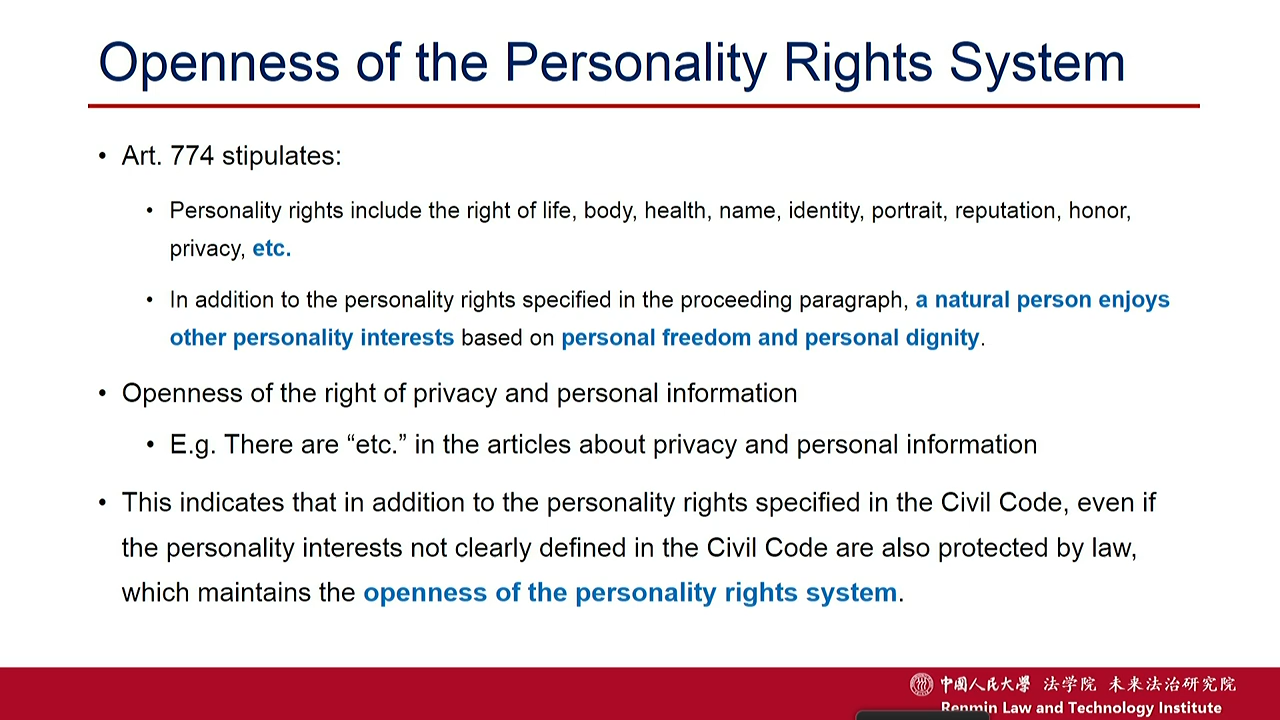 Openness of the Personality Rights System
• Art. 774 stipulates:
• Personality rights include the right of life, body, health, name, identity, portrait, reputation, honor,
privacy, etc.
• In addition to the personality rights specified in the proceeding paragraph, a natural person enjoys
other personality interests based on personal freedom and personal dignity.
• Openness of the right of privacy and personal information
• E.g. There are “etc.” in the articles about privacy and personal information
• This indicates that in addition to the personality rights specified in the Civil Code, even if
the personality interests not clearly defined in the Civil Code are also protected by law,
which maintains the openness of the personality rights system.
中國人民大學 法学院 未来法治研究院
Renmin Law and Technology Institute